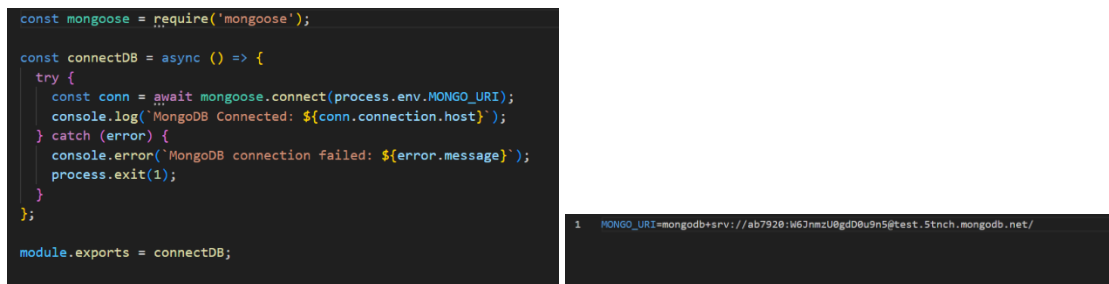 const mongoose = require('mongoose');
const connectDB = async () => {
try {
const conn = await mongoose.connect(process.env.MONGO_URI);
console.log(`MongoDB Connected: ${conn.connection.host}`);
} catch (error) {
console.error(`MongoDB connection failed: ${error.message}`);
process.exit(1);
}
};
module.exports = connectDB;
1 MONGO_URI=mongodb+srv://ab7920:W6JnmzU0gdD0u9n5@test.5tnch.mongodb.net/